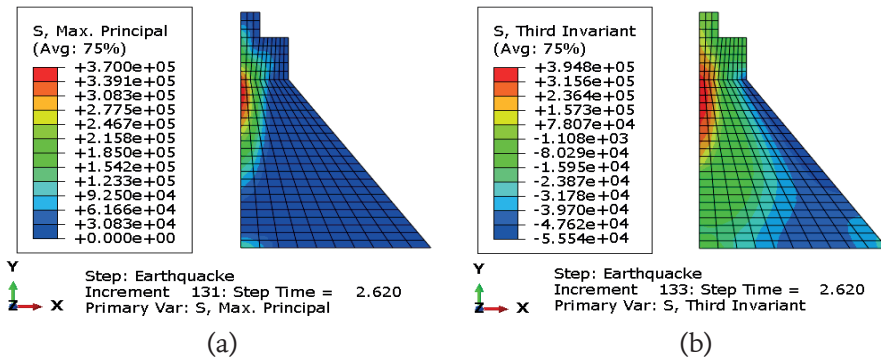 S, Max. Principal
(Avg: 75%)
+3.700e+05
+3.391e+05
+3.083e+05
+2.775e+05
+2.467e+05
+2.158e+05
+1.850e+05
+1.542e+05
+1.233e+05
+9.250e+04
+6.166e+04
+3.083e+04
+0.000e+00
Y
Z
X
Step: Earthquacke
Increment 131: Step Time = 2.620
Primary Var: S, Max. Principal
(a)
S, Third Invariant
(Avg: 75%)
+3.948e+05
+3.156e+05
+2.364e+05
+1.573e+05
+7.807e+04
-1.108e+03
-8.029e+04
-1.595e+04
-2.387e+04
-3.178e+04
-3.970e+04
-4.762e+04
-5.554e+04
Y
Z
X
Step: Earthquacke
Increment 133: Step Time = 2.620
Primary Var: S, Third Invariant
(b)